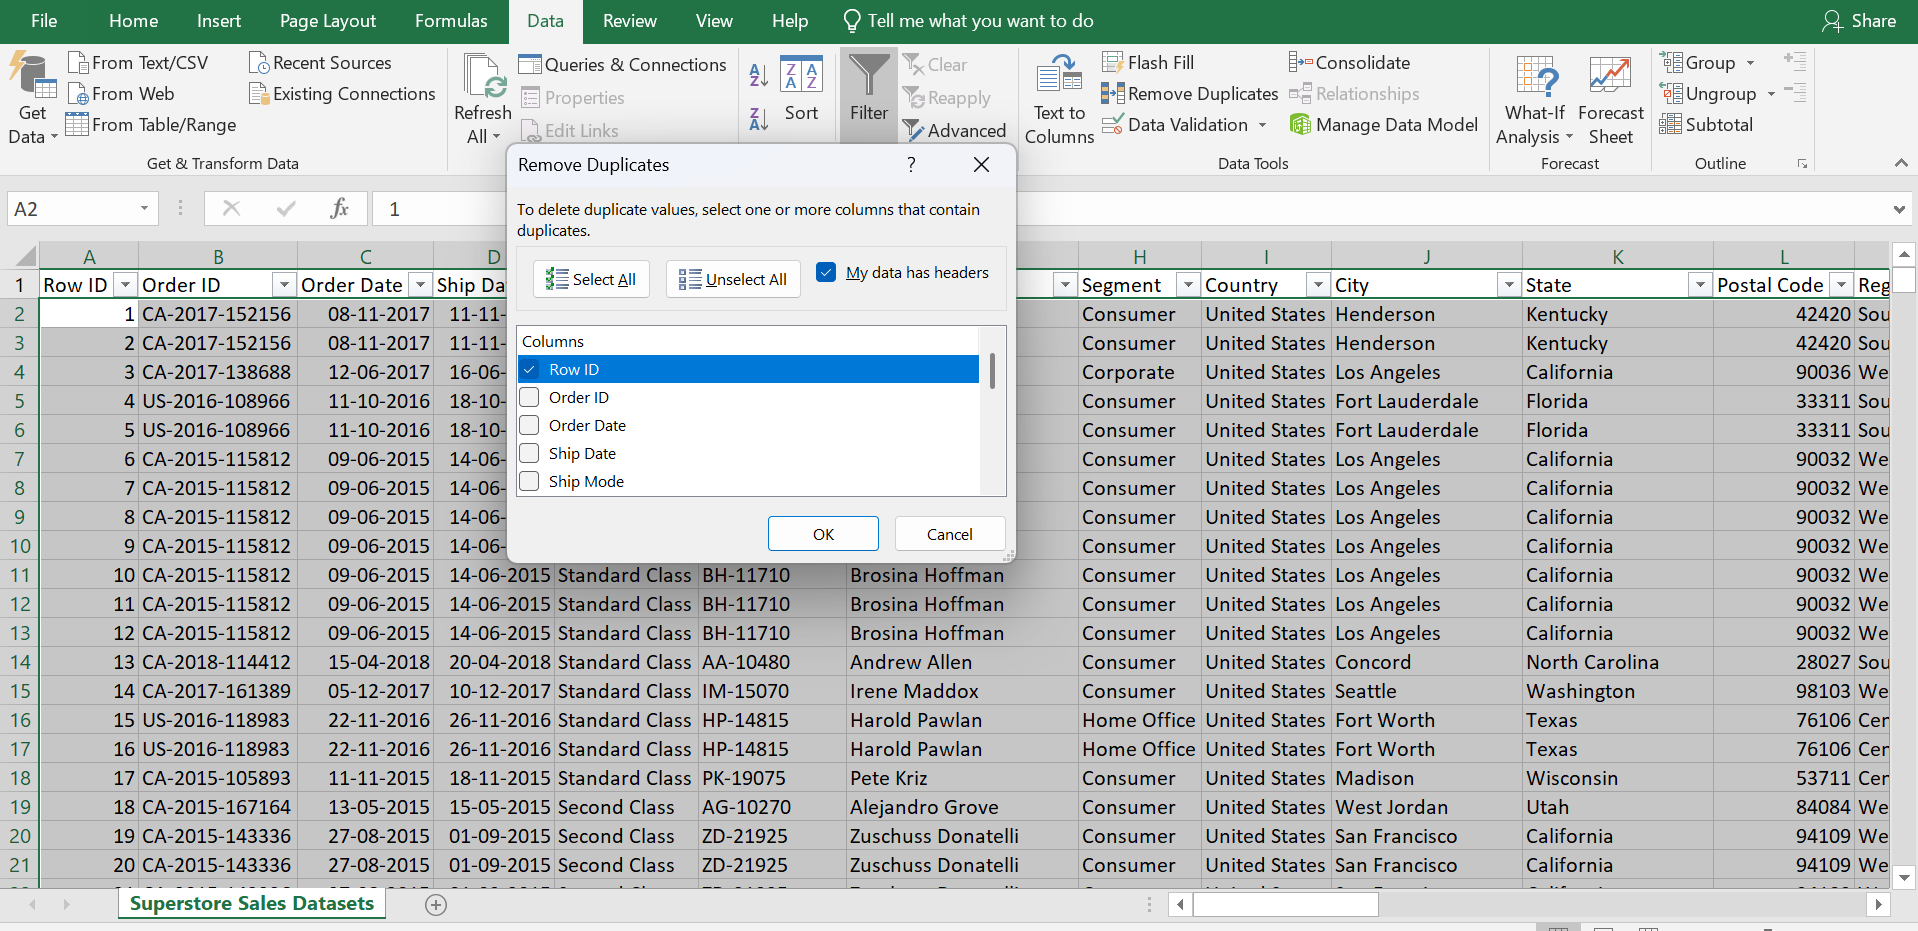 File Home Insert Page Layout Formulas Data Review View Help Tell me what you want to do Share
Get Data
From Text/CSV
From Web
From Table/Range
Recent Sources
Existing Connections
Get & Transform Data
Refresh All
Queries & Connections
Properties
Edit Links
Sort
Filter
Clear
Reapply
Advanced
Text to Columns
Flash Fill
Remove Duplicates
Data Validation
Consolidate
Relationships
Manage Data Model
Data Tools
What-If Analysis
Forecast Sheet
Forecast
Group
Ungroup
Subtotal
Outline
A2 fx 1
Remove Duplicates ?
To delete duplicate values, select one or more columns that contain
duplicates.
Select All Unselect All My data has headers
Columns
Row ID
Order ID
Order Date
Ship Date
Ship Mode
OK Cancel
A B C D H I J K L
1 Row ID Order ID Order Date Ship Da Segment Country City State Postal Code Reg
2 1 CA-2017-152156 08-11-2017 11-11- Consumer United States Henderson Kentucky 42420 Sou
3 2 CA-2017-152156 08-11-2017 11-11- Consumer United States Henderson Kentucky 42420 Sou
4 3 CA-2017-138688 12-06-2017 16-06- Corporate United States Los Angeles California 90036 We
5 4 US-2016-108966 11-10-2016 18-10- Consumer United States Fort Lauderdale Florida 33311 Sou
6 5 US-2016-108966 11-10-2016 18-10- Consumer United States Fort Lauderdale Florida 33311 Sou
7 6 CA-2015-115812 09-06-2015 14-06- Consumer United States Los Angeles California 90032 We
8 7 CA-2015-115812 09-06-2015 14-06- Consumer United States Los Angeles California 90032 We
9 8 CA-2015-115812 09-06-2015 14-06- Consumer United States Los Angeles California 90032 We
10 9 CA-2015-115812 09-06-2015 14-06- Consumer United States Los Angeles California 90032 We
11 10 CA-2015-115812 09-06-2015 14-06-2015 Standard Class BH-11710 Brosina Hoffman Consumer United States Los Angeles California 90032 We
12 11 CA-2015-115812 09-06-2015 14-06-2015 Standard Class BH-11710 Brosina Hoffman Consumer United States Los Angeles California 90032 We
13 12 CA-2015-115812 09-06-2015 14-06-2015 Standard Class BH-11710 Brosina Hoffman Consumer United States Los Angeles California 90032 We
14 13 CA-2018-114412 15-04-2018 20-04-2018 Standard Class AA-10480 Andrew Allen Consumer United States Concord North Carolina 28027 Sou
15 14 CA-2017-161389 05-12-2017 10-12-2017 Standard Class IM-15070 Irene Maddox Consumer United States Seattle Washington 98103 We
16 15 US-2016-118983 22-11-2016 26-11-2016 Standard Class HP-14815 Harold Pawlan Home Office United States Fort Worth Texas 76106 Cen
17 16 US-2016-118983 22-11-2016 26-11-2016 Standard Class HP-14815 Harold Pawlan Home Office United States Fort Worth Texas 76106 Cen
18 17 CA-2015-105893 11-11-2015 18-11-2015 Standard Class PK-19075 Pete Kriz Consumer United States Madison Wisconsin 53711 Cen
19 18 CA-2015-167164 13-05-2015 15-05-2015 Second Class AG-10270 Alejandro Grove Consumer United States West Jordan Utah 84084 We
20 19 CA-2015-143336 27-08-2015 01-09-2015 Second Class ZD-21925 Zuschuss Donatelli Consumer United States San Francisco California 94109 We
21 20 CA-2015-143336 27-08-2015 01-09-2015 Second Class ZD-21925 Zuschuss Donatelli Consumer United States San Francisco California 94109 We
Superstore Sales Datasets